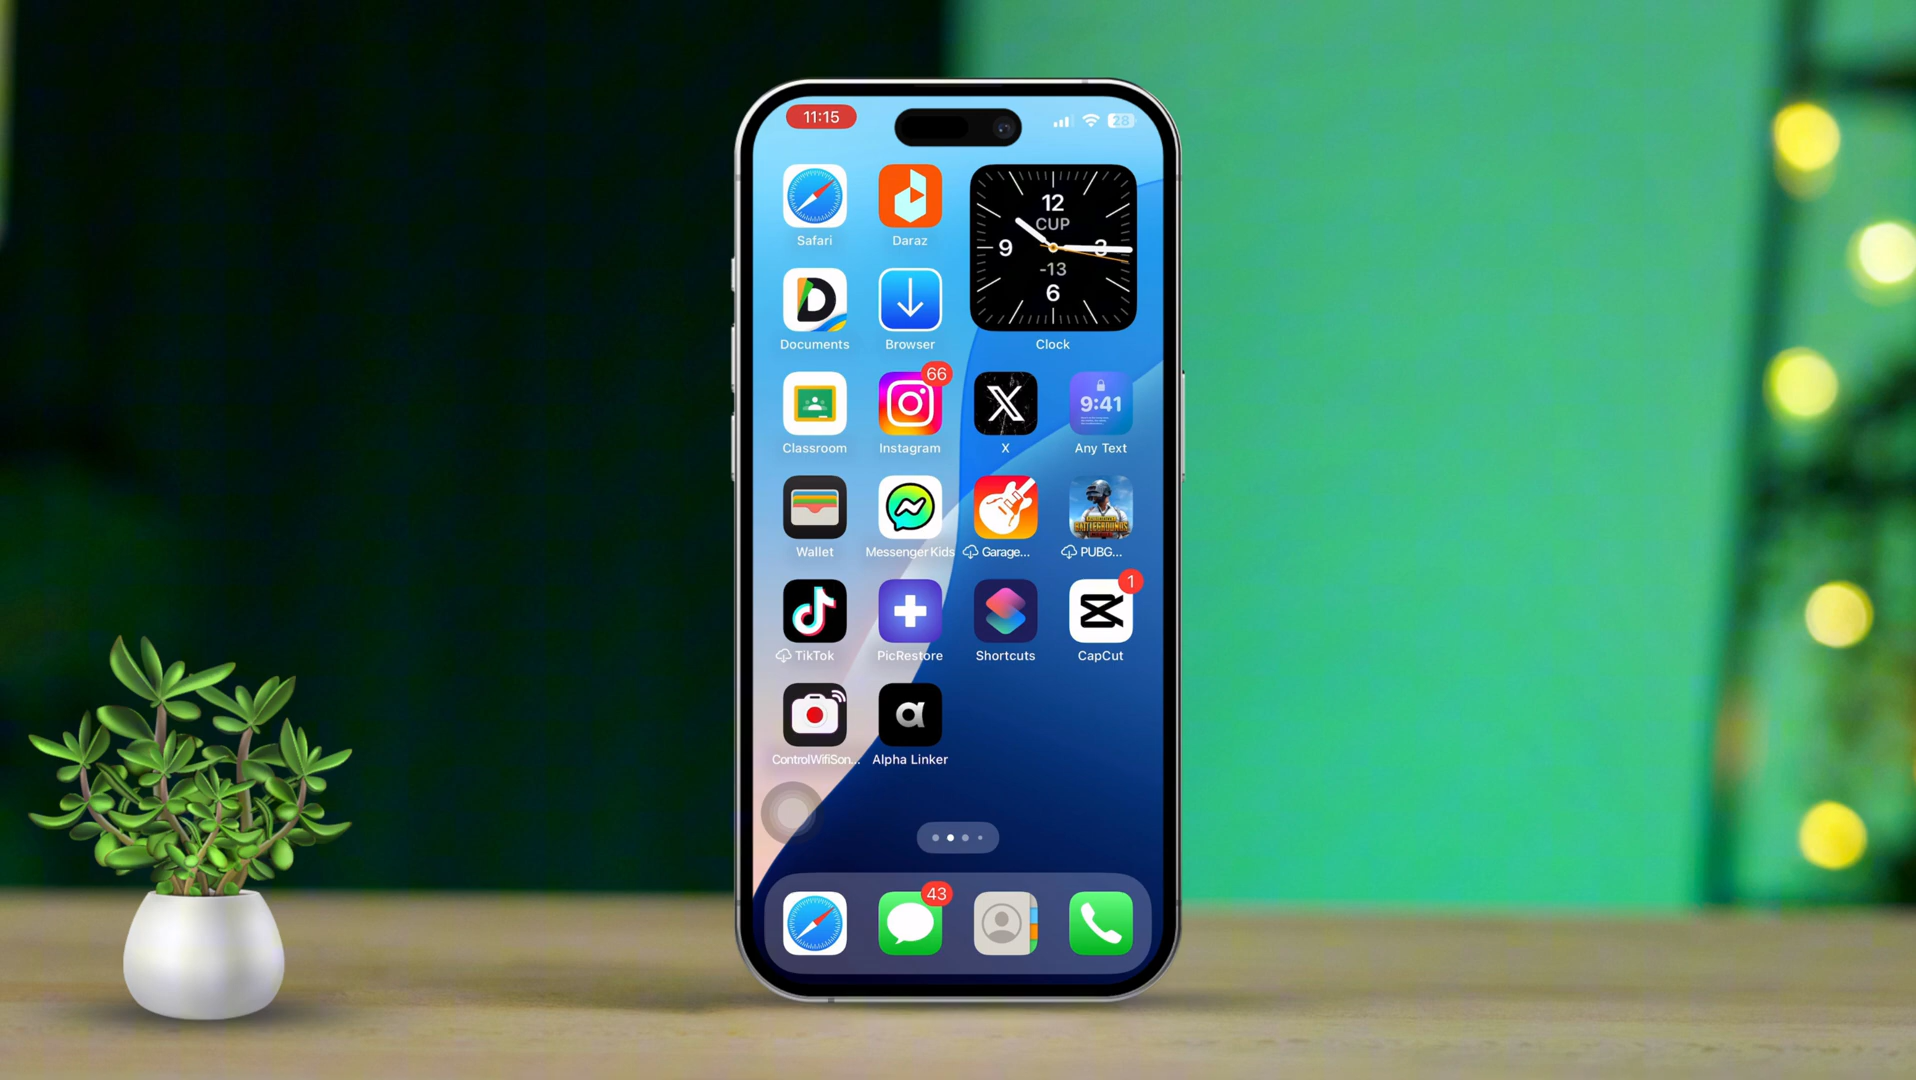 11:15
28
Safari
Daraz
12
CUP
9
3
-13
6
Documents
Browser
Clock
66
9:41
Classroom
Instagram
X
Any Text
BATTLEGROUNDS
Wallet
Messenger Kids
Garage...
PUBG...
1
TikTok
PicRestore
Shortcuts
CapCut
ControlWifiSon...
Alpha Linker
43